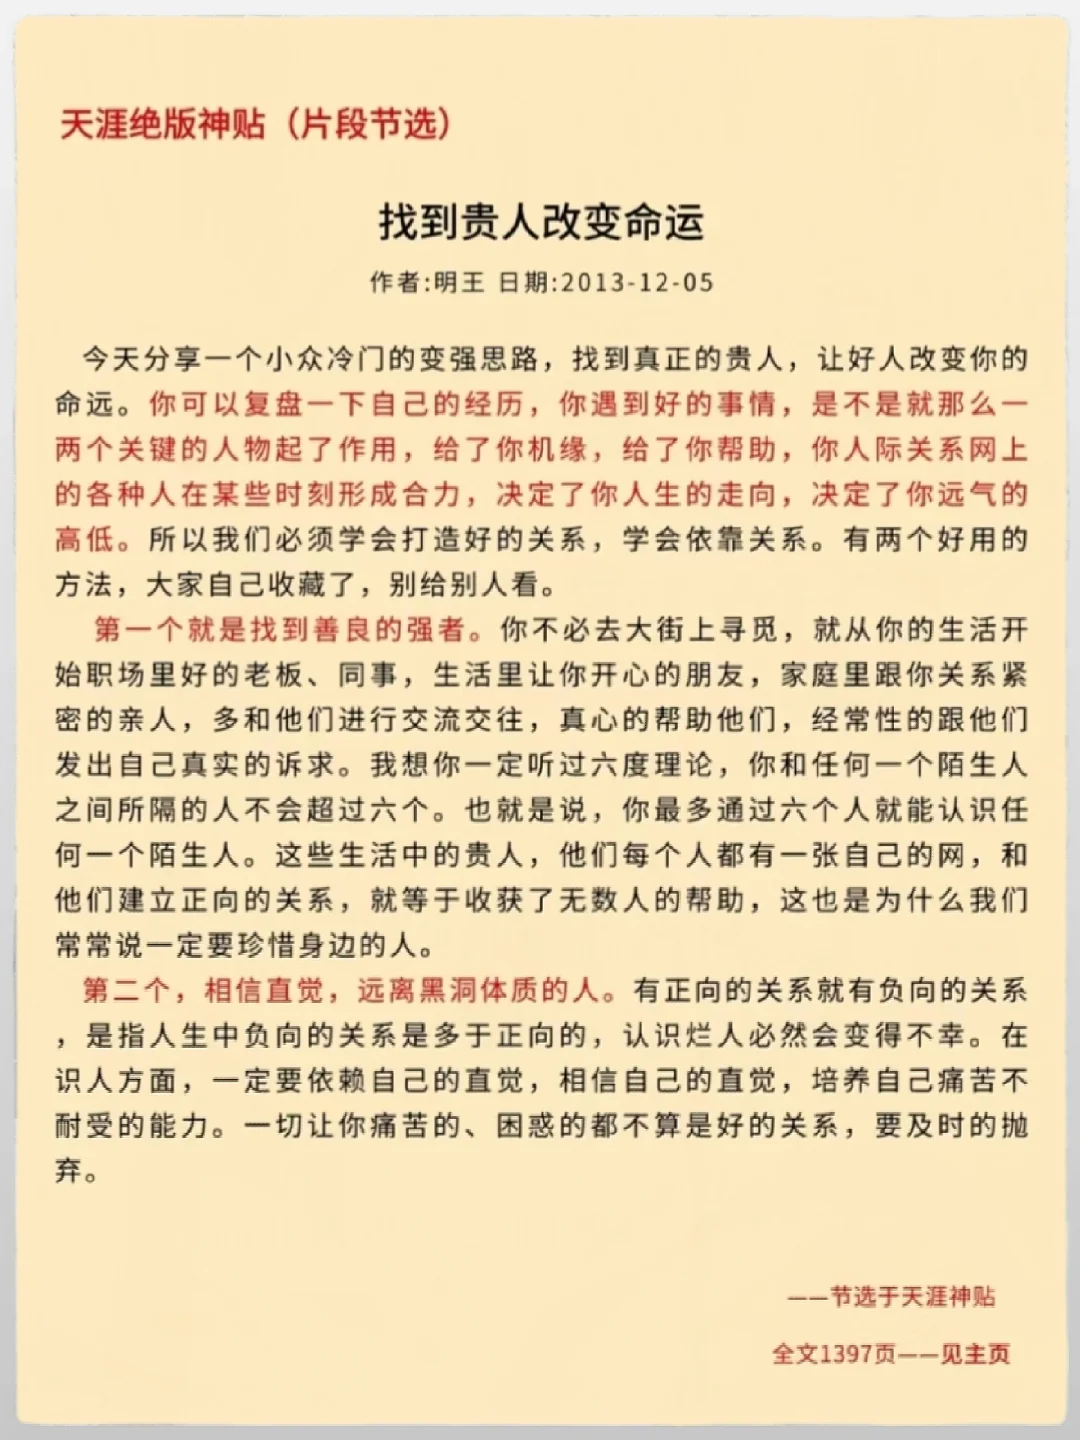 天涯绝版神贴（片段节选）
找到贵人改变命运
作者:明王 日期:2013-12-05
今天分享一个小众冷门的变强思路，找到真正的贵人，让好人改变你的
命远。你可以复盘一下自己的经历，你遇到好的事情，是不是就那么一
两个关键的人物起了作用，给了你机缘，给了你帮助，你人际关系网上
的各种人在某些时刻形成合力，决定了你人生的走向，决定了你远气的
高低。所以我们必须学会打造好的关系，学会依靠关系。有两个好用的
方法，大家自己收藏了，别给别人看。
第一个就是找到善良的强者。你不必去大街上寻觅，就从你的生活开
始职场里好的老板、同事，生活里让你开心的朋友，家庭里跟你关系紧
密的亲人，多和他们进行交流交往，真心的帮助他们，经常性的跟他们
发出自己真实的诉求。我想你一定听过六度理论，你和任何一个陌生人
之间所隔的人不会超过六个。也就是说，你最多通过六个人就能认识任
何一个陌生人。这些生活中的贵人，他们每个人都有一张自己的网，和
他们建立正向的关系，就等于收获了无数人的帮助，这也是为什么我们
常常说一定要珍惜身边的人。
第二个，相信直觉，远离黑洞体质的人。有正向的关系就有负向的关系
，是指人生中负向的关系是多于正向的，认识烂人必然会变得不幸。在
识人方面，一定要依赖自己的直觉，相信自己的直觉，培养自己痛苦不
耐受的能力。一切让你痛苦的、困惑的都不算是好的关系，要及时的抛
弃。
——节选于天涯神贴
全文1397页——见主页